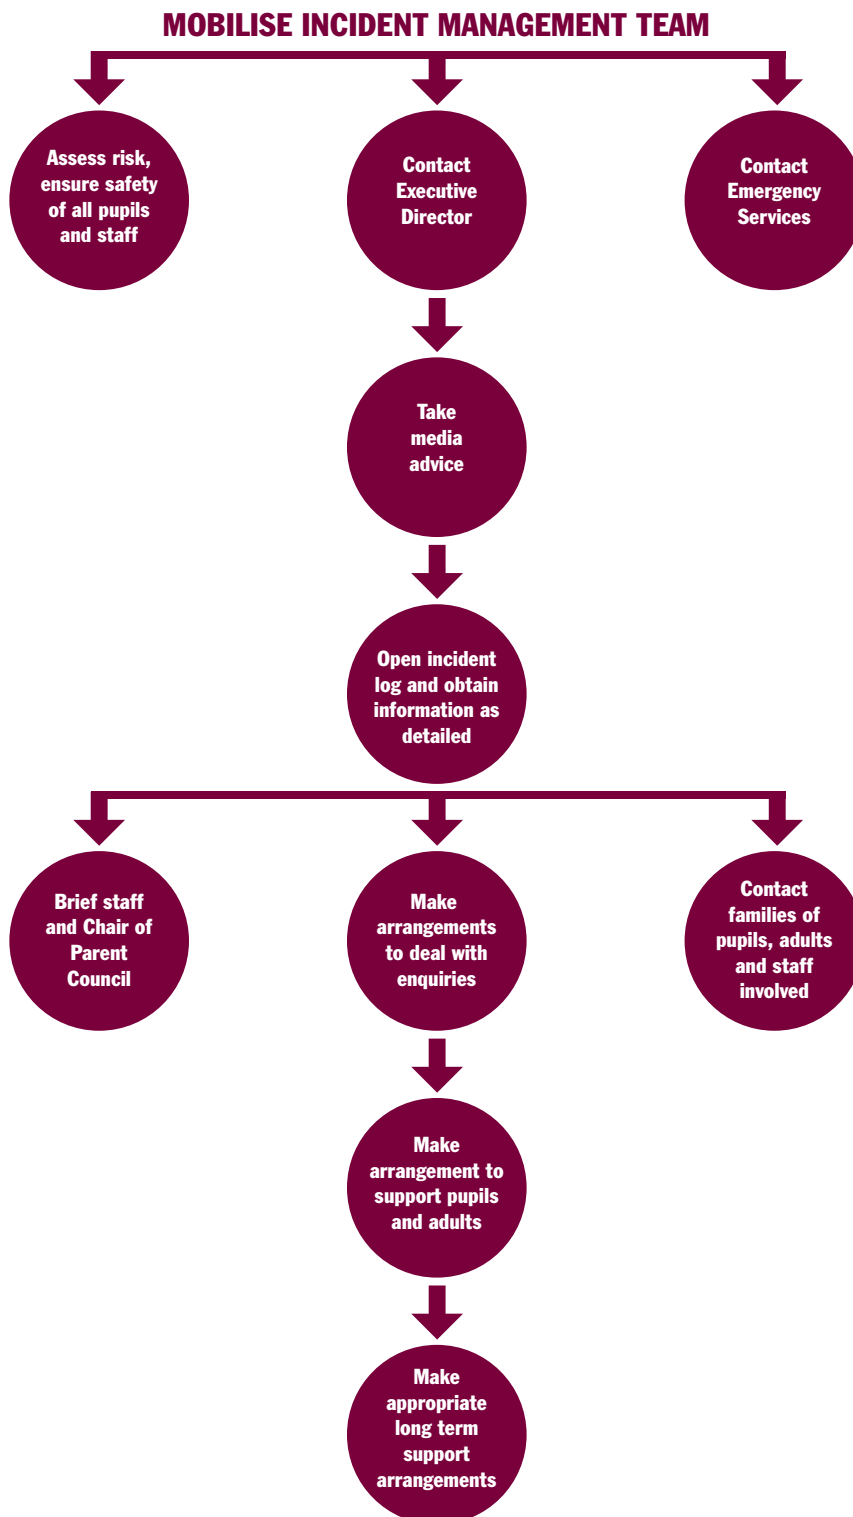 MOBILISE INCIDENT MANAGEMENT TEAM
Assess risk,
ensure safety
of all pupils
and staff
Contact
Executive
Director
Contact
Emergency
Services
Take
media
advice
Open incident
log and obtain
information as
detailed
Brief staff
and Chair of
Parent
Council
Make
arrangements
to deal with
enquiries
Contact
families of
pupils, adults
and staff
involved
Make
arrangement to
support pupils
and adults
Make
appropriate
long term
support
arrangements